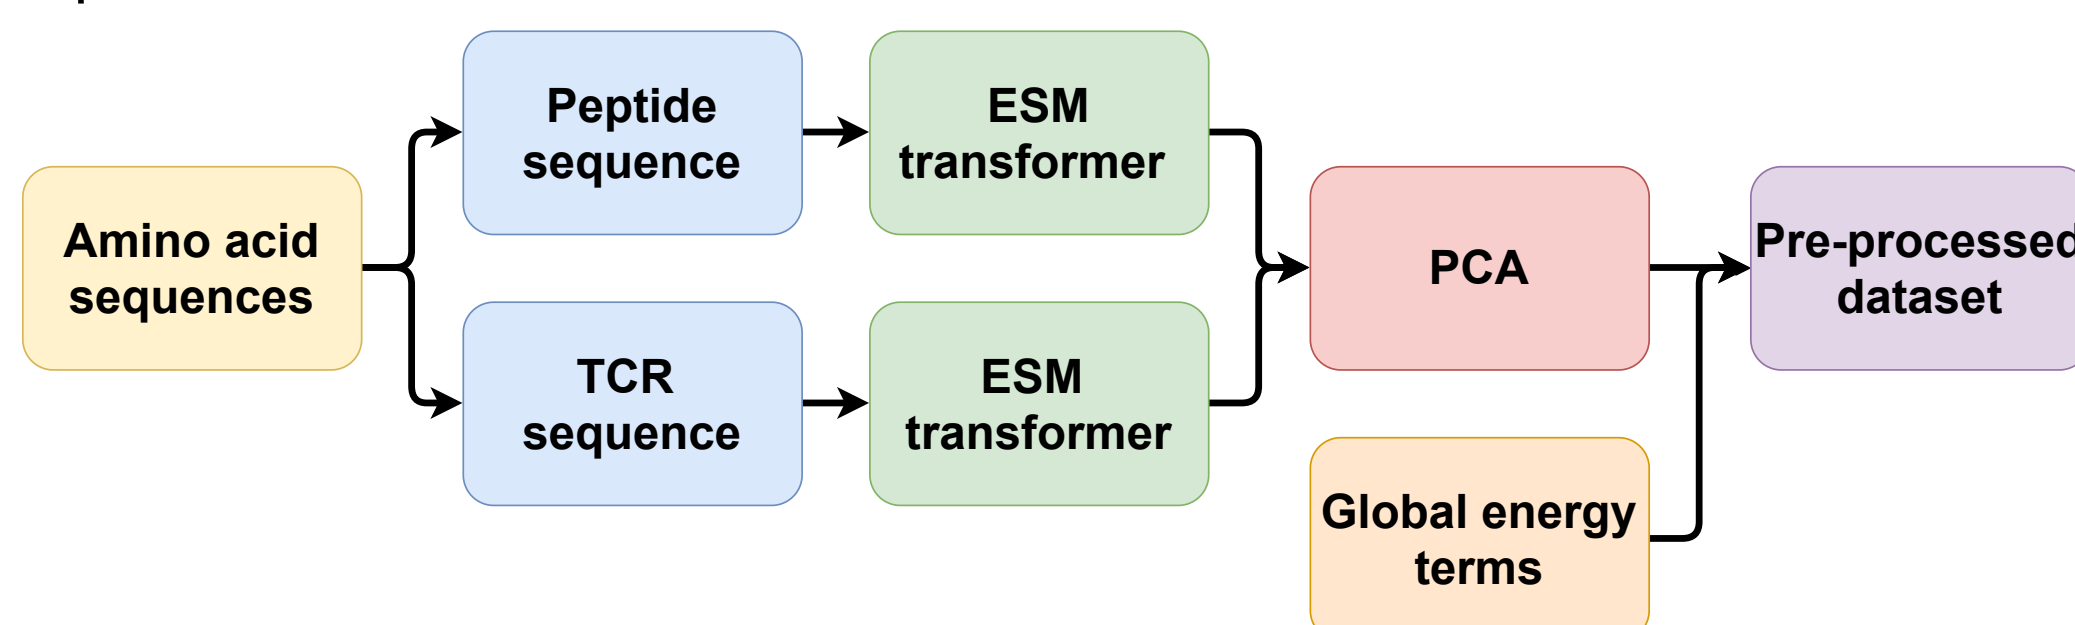 Peptide
sequence
ESM
transformer
Amino acid
sequences
PCA
Pre-processed
dataset
TCR
sequence
ESM
transformer
Global energy
terms